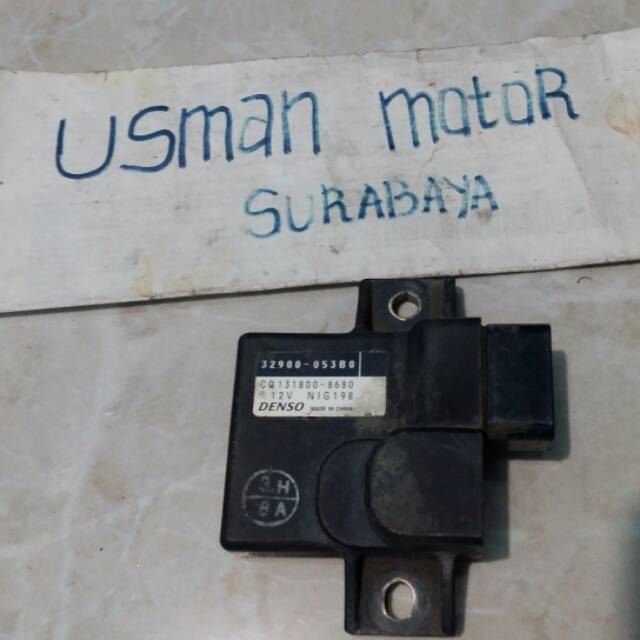 Usman motoR
SURABAYA
32900-053B0
CQ131800-8680
12V NIG198
DENSO MADE IN CHINA
3.H
8A